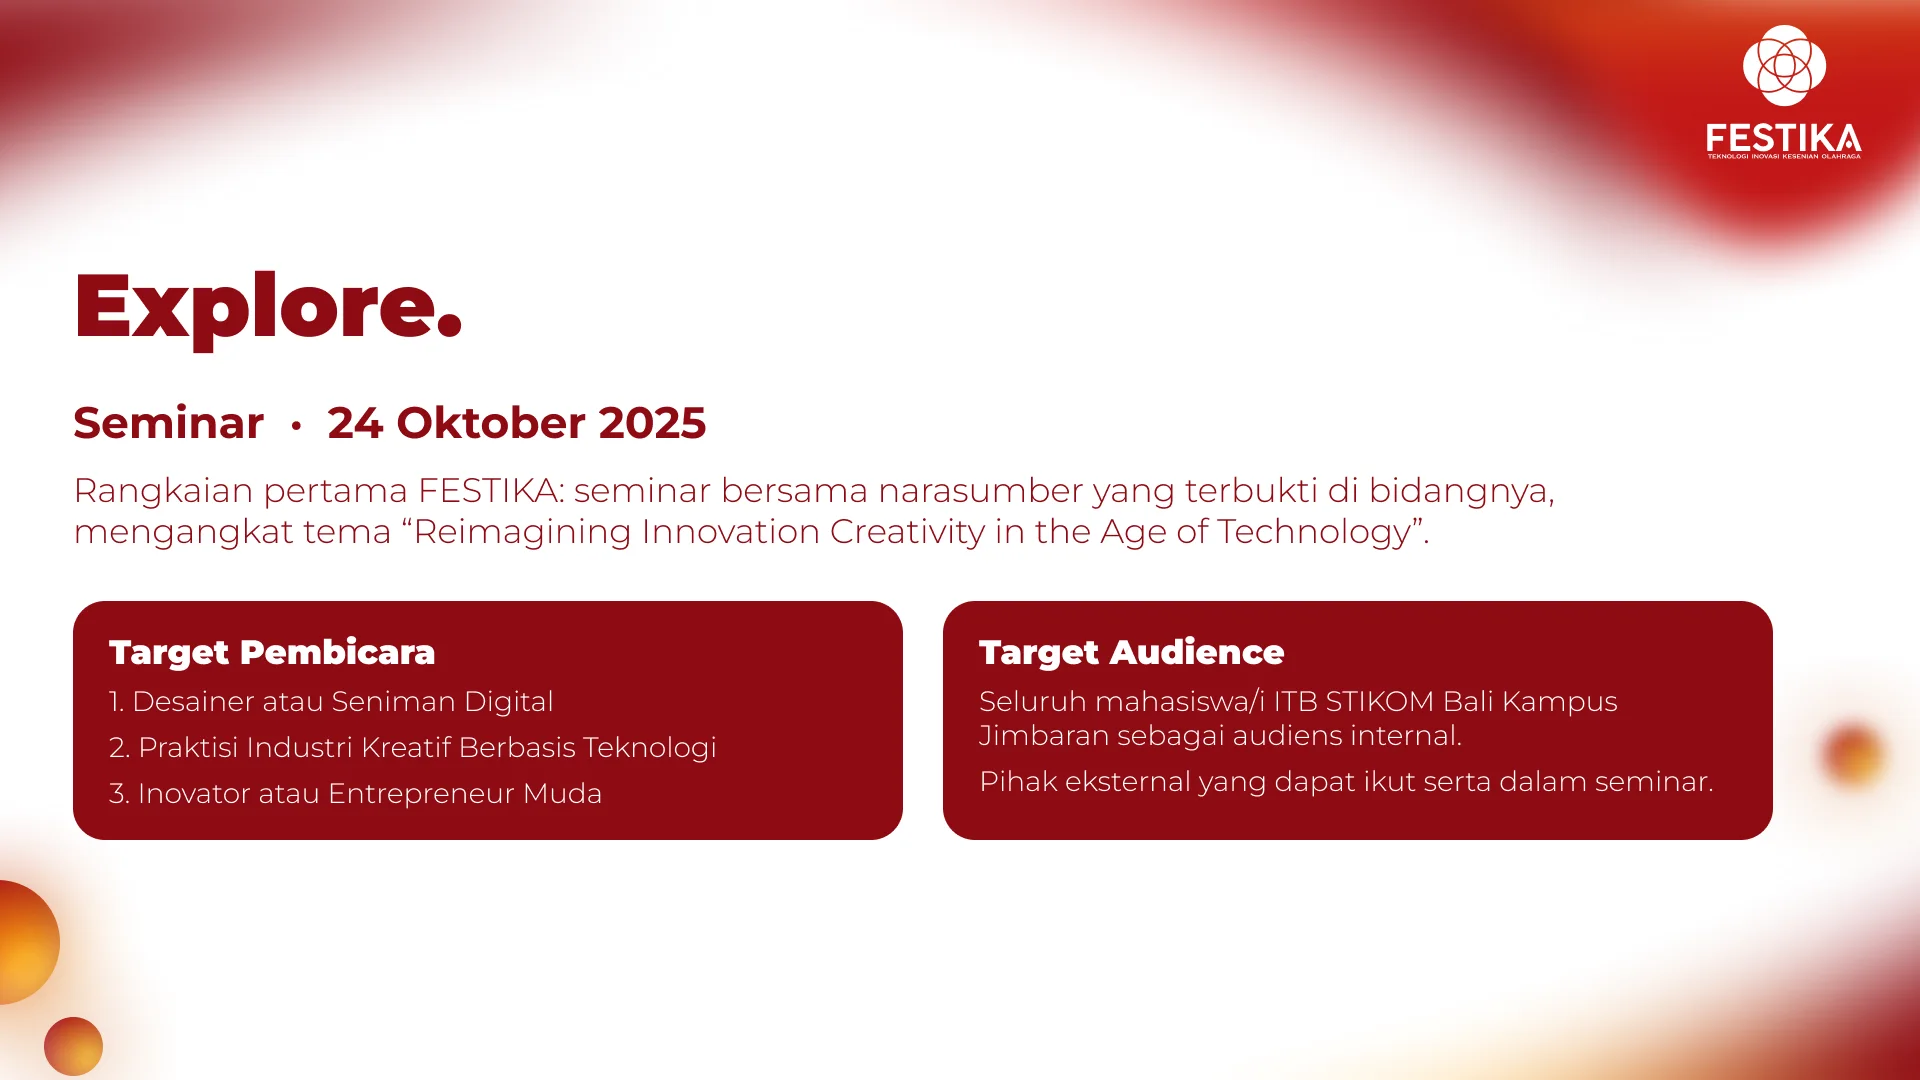 FESTIKA
TEKNOLOGI INOVASI KESENIAN OLAHRAGA
Explore.
Seminar · 24 Oktober 2025
Rangkaian pertama FESTIKA: seminar bersama narasumber yang terbukti di bidangnya,
mengangkat tema “Reimagining Innovation Creativity in the Age of Technology”.
Target Pembicara
1. Desainer atau Seniman Digital
2. Praktisi Industri Kreatif Berbasis Teknologi
3. Inovator atau Entrepreneur Muda
Target Audience
Seluruh mahasiswa/i ITB STIKOM Bali Kampus
Jimbaran sebagai audiens internal.
Pihak eksternal yang dapat ikut serta dalam seminar.